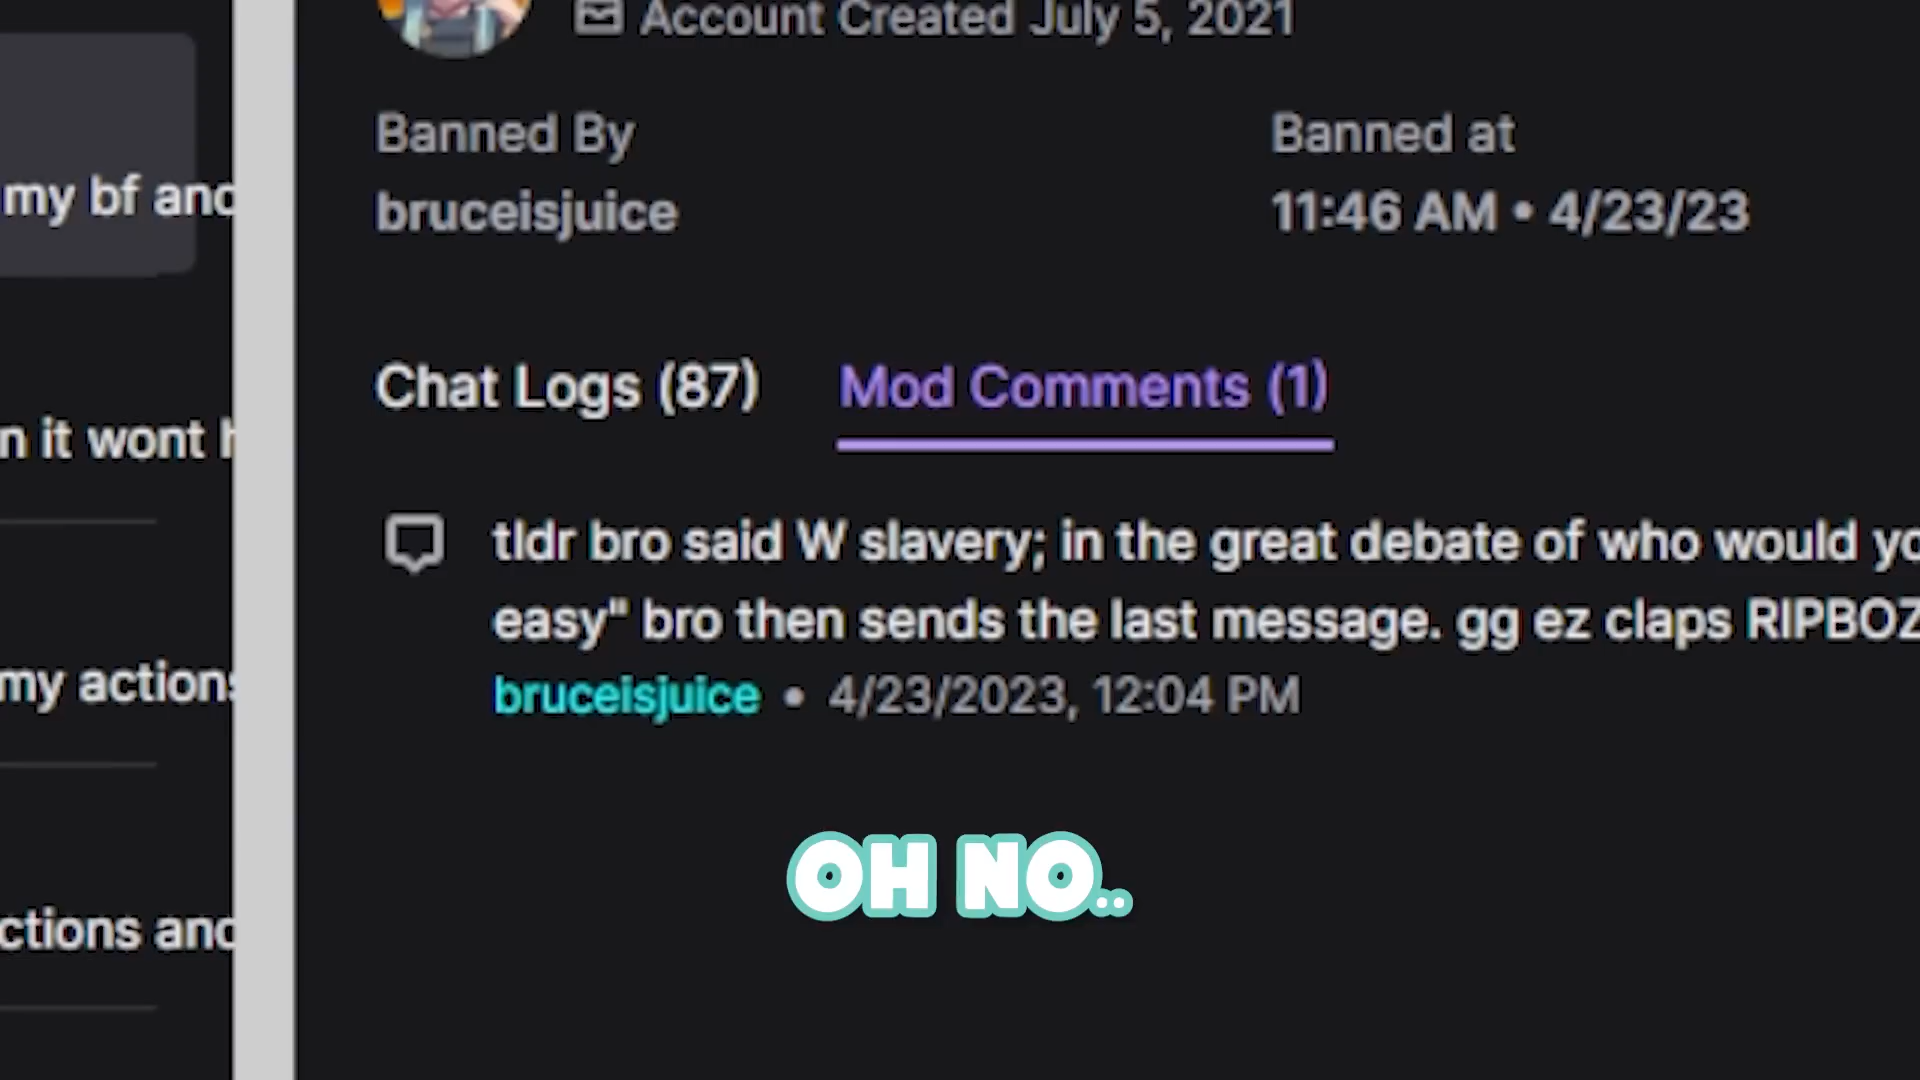 Account Created July 5, 2021
Banned By
Banned at
my bf and
bruceisjuice
11:46 AM • 4/23/23
Chat Logs (87)
Mod Comments (1)
n it wont
tldr bro said W slavery; in the great debate of who would yo
easy" bro then sends the last message. gg ez claps RIPBOZ
my actions
bruceisjuice • 4/23/2023, 12:04 PM
OH NO..
ctions and